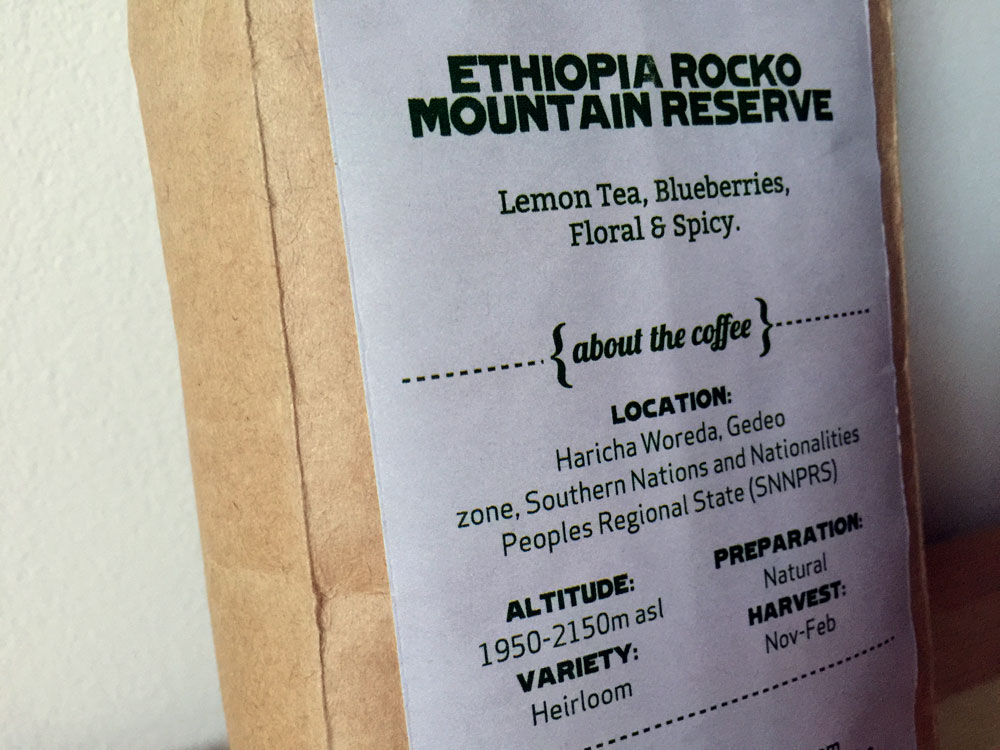 ETHIOPIA ROCKO
MOUNTAIN RESERVE
Lemon Tea, Blueberries,
Floral & Spicy.
{about the coffee}
LOCATION:
Haricha Woreda, Gedeo
zone, Southern Nations and Nationalities
Peoples Regional State (SNNPRS)
ALTITUDE:
1950-2150m asl
VARIETY:
Heirloom
PREPARATION:
Natural
HARVEST:
Nov-Feb